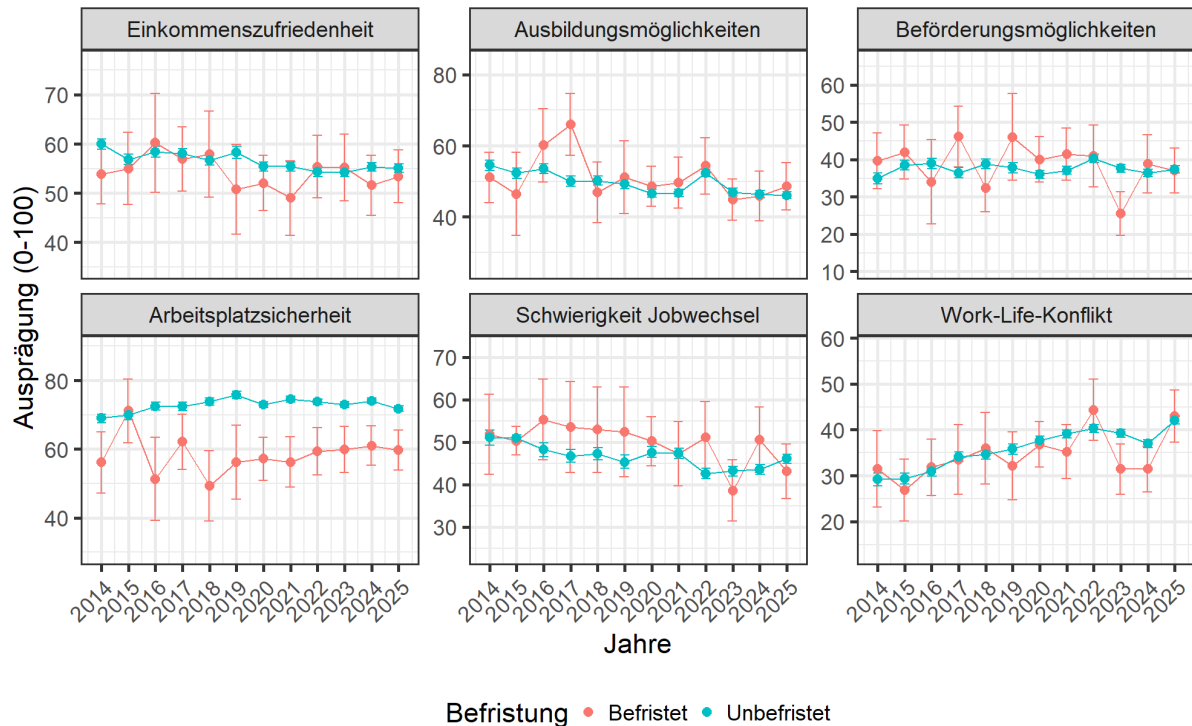 Einkommenszufriedenheit
Ausbildungsmöglichkeiten
Beförderungsmöglichkeiten
70
60
50
40
80
60
40
60
50
40
30
20
10
Ausprägung (0-100)
Arbeitsplatzsicherheit
Schwierigkeit Jobwechsel
Work-Life-Konflikt
80
60
40
70
60
50
40
30
60
50
40
30
20
2014 2015 2016 2017 2018 2019 2020 2021 2022 2023 2024 2025
2014 2015 2016 2017 2018 2019 2020 2021 2022 2023 2024 2025
2014 2015 2016 2017 2018 2019 2020 2021 2022 2023 2024 2025
Jahre
Befristung Befristet Unbefristet